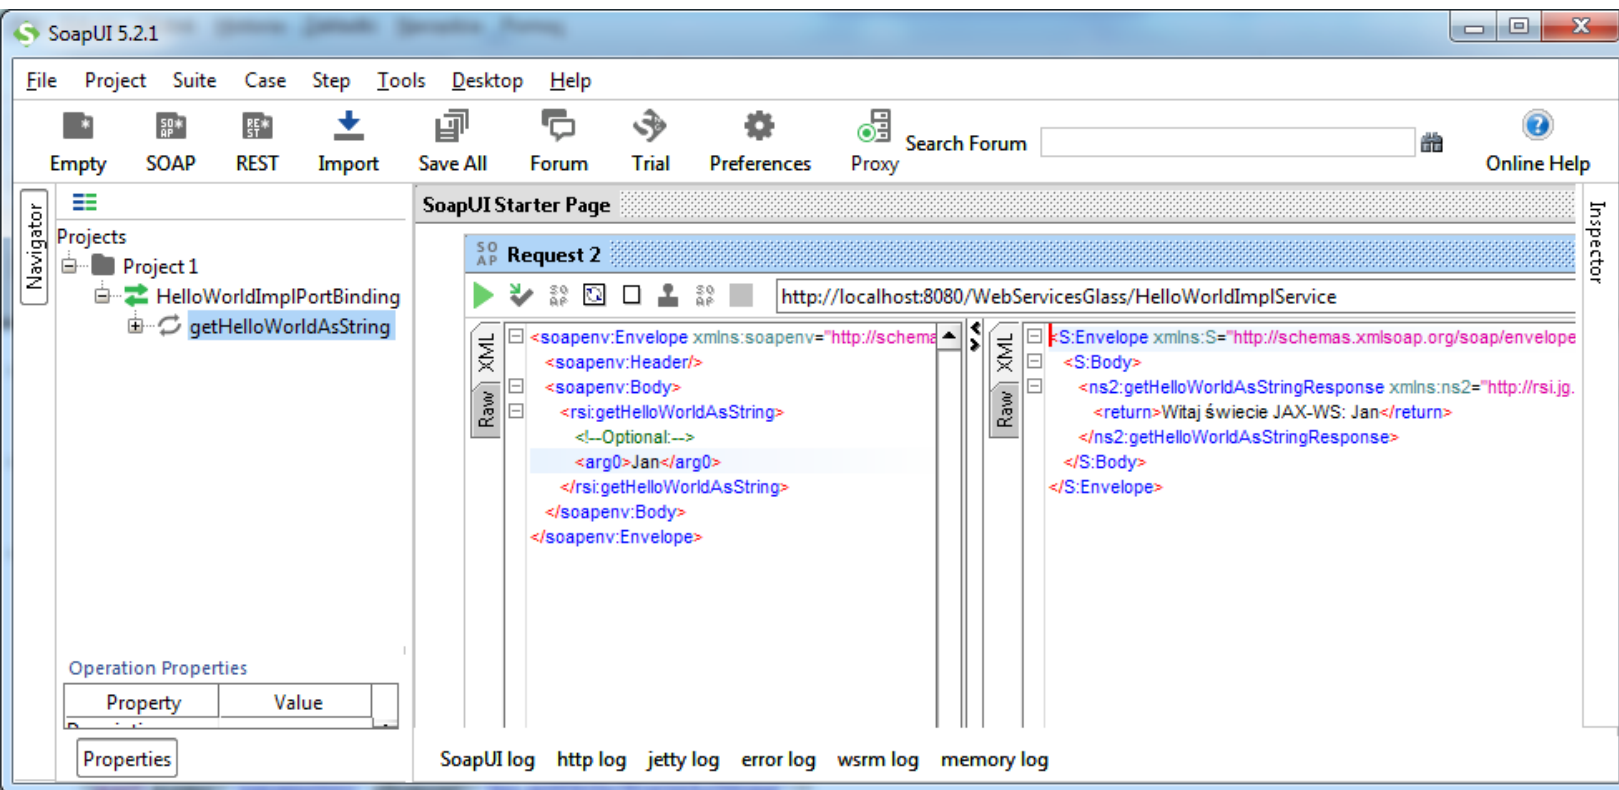 SoapUI 5.2.1
File Project Suite Case Step Tools Desktop Help
Empty SOAP REST Import Save All Forum Trial Preferences Proxy Search Forum Online Help
Navigator
Projects
Project 1
HelloWorldImplPortBinding
getHelloWorldAsString
Operation Properties
Property Value
Properties
SoapUI Starter Page
SOAP Request 2
http://localhost:8080/WebServicesGlass/HelloWorldImplService
XML
Raw
<soapenv:Envelope xmlns:soapenv="http://schema
<soapenv:Header/>
<soapenv:Body>
<rsi:getHelloWorldAsString>
<!--Optional:-->
<arg0>Jan</arg0>
</rsi:getHelloWorldAsString>
</soapenv:Body>
</soapenv:Envelope>
XML
Raw
<S:Envelope xmlns:S="http://schemas.xmlsoap.org/soap/envelope
<S:Body>
<ns2:getHelloWorldAsStringResponse xmlns:ns2="http://rsi.jg.
<return>Witaj świecie JAX-WS: Jan</return>
</ns2:getHelloWorldAsStringResponse>
</S:Body>
</S:Envelope>
Inspector
SoapUI log http log jetty log error log wsrm log memory log